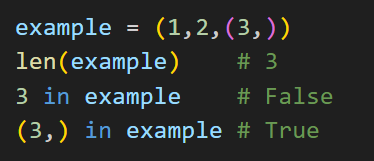 example = (1,2,(3,))
len(example)    # 3
3 in example    # False
(3,) in example # True